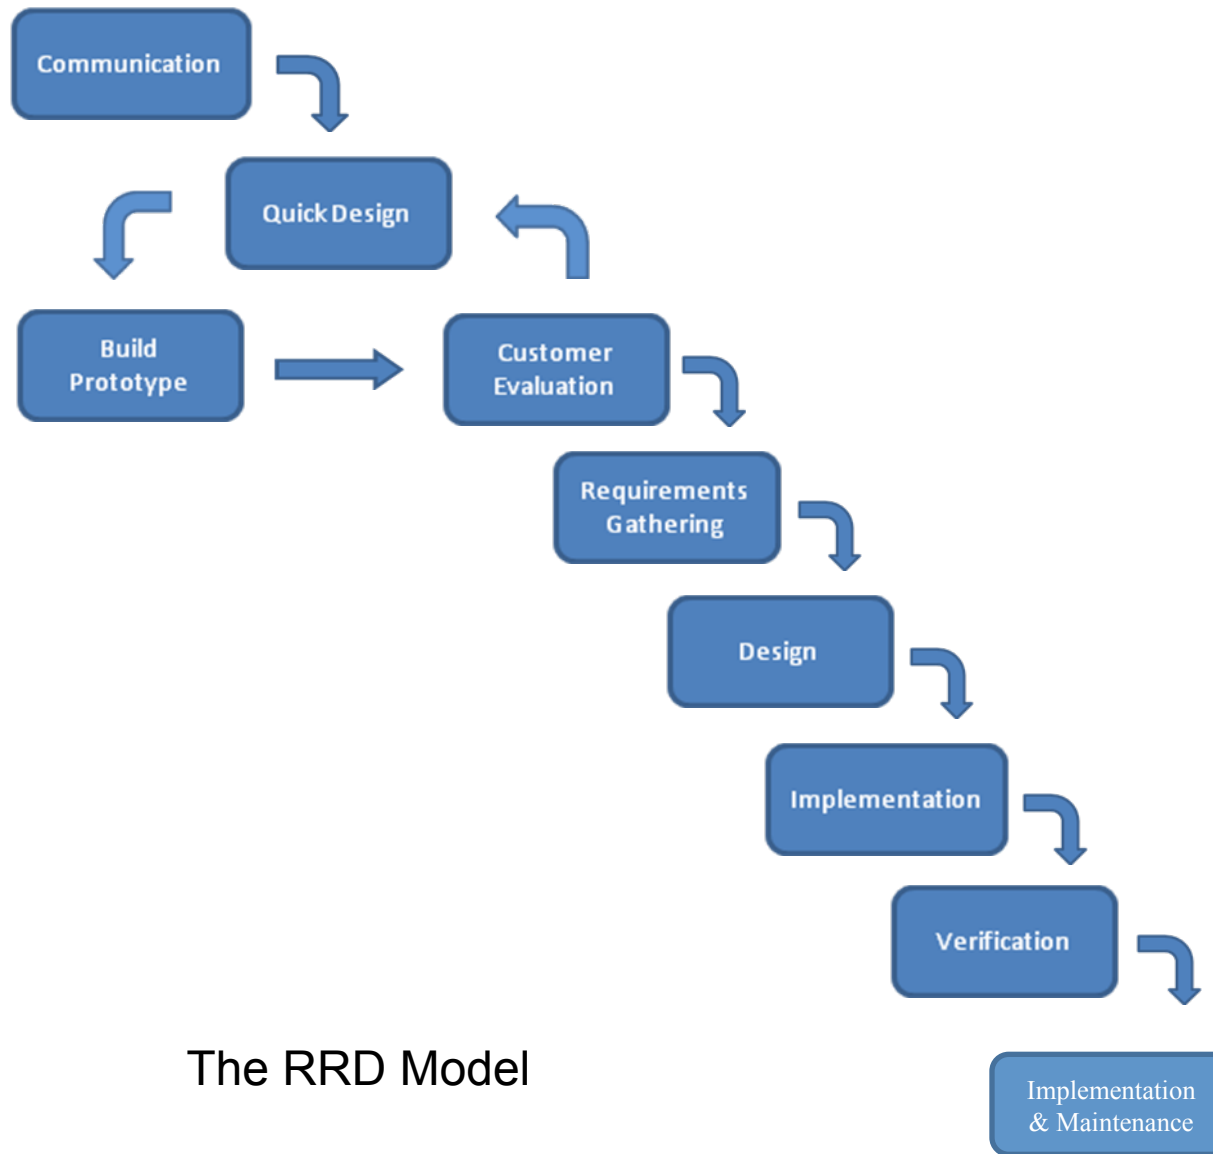 Communication
Quick Design
Build
Prototype
Customer
Evaluation
Requirements
Gathering
Design
Implementation
Verification
The RRD Model
Implementation
& Maintenance